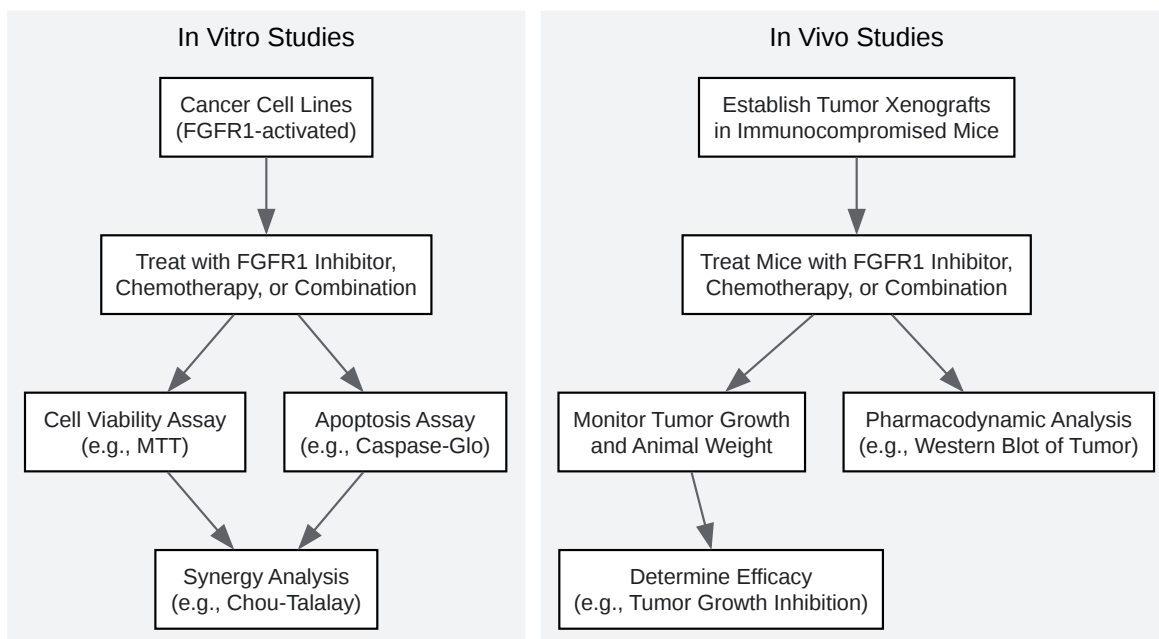 In Vitro Studies
Cancer Cell Lines
(FGFR1-activated)
Treat with FGFR1 Inhibitor,
Chemotherapy, or Combination
Cell Viability Assay
(e.g., MTT)
Apoptosis Assay
(e.g., Caspase-Glo)
Synergy Analysis
(e.g., Chou-Talalay)
In Vivo Studies
Establish Tumor Xenografts
in Immunocompromised Mice
Treat Mice with FGFR1 Inhibitor,
Chemotherapy, or Combination
Monitor Tumor Growth
and Animal Weight
Pharmacodynamic Analysis
(e.g., Western Blot of Tumor)
Determine Efficacy
(e.g., Tumor Growth Inhibition)